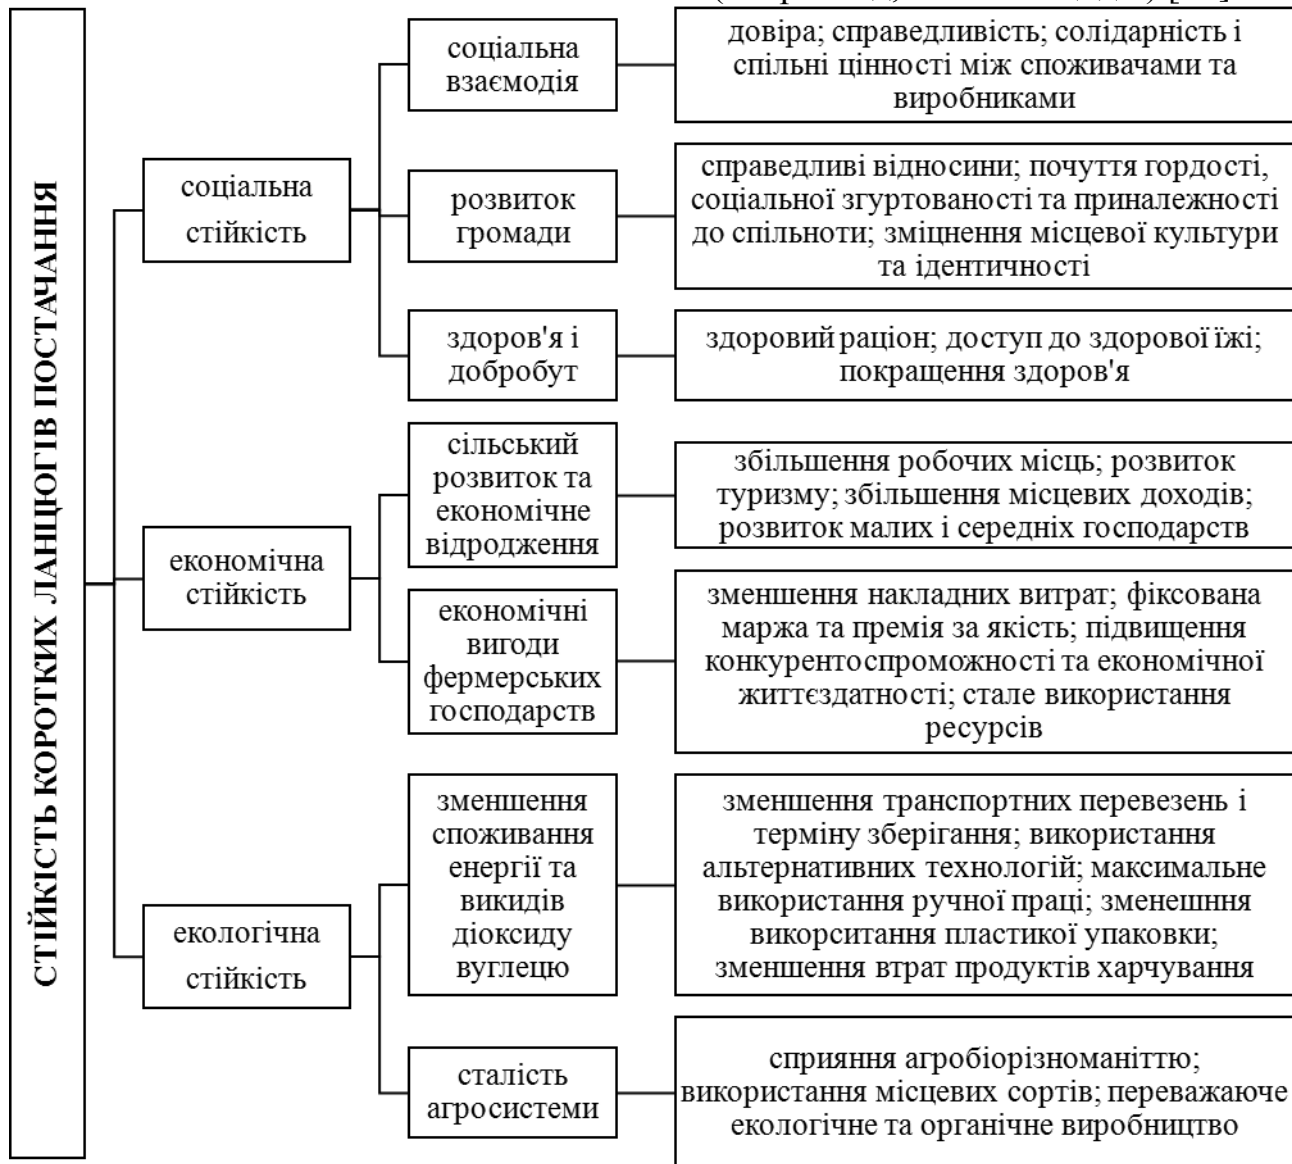 СТІЙКІСТЬ КОРОТКИХ ЛАНЦЮГІВ ПОСТАЧАННЯ
соціальна
стійкість
соціальна
взаємодія
довіра; справедливість; солідарність і
спільні цінності між споживачами та
виробниками
розвиток
громади
справедливі відносини; почуття гордості,
соціальної згуртованості та приналежності
до спільноти; зміцнення місцевої культури
та ідентичності
здоров'я і
добробут
здоровий раціон; доступ до здорової їжі;
покращення здоров'я
економічна
стійкість
сільський
розвиток та
економічне
відродження
збільшення робочих місць; розвиток
туризму; збільшення місцевих доходів;
розвиток малих і середніх господарств
економічні
вигоди
фермерських
господарств
зменшення накладних витрат; фіксована
маржа та премія за якість; підвищення
конкурентоспроможності та економічної
життєздатності; стале використання
ресурсів
екологічна
стійкість
зменшення
споживання
енергії та
викидів
діоксиду
вуглецю
зменшення транспортних перевезень і
терміну зберігання; використання
альтернативних технологій; максимальне
використання ручної праці; зменешння
викорситання пластикої упаковки;
зменшення втрат продуктів харчування
сталість
агросистеми
сприяння агробіорізноманіттю;
використання місцевих сортів; переважаюче
екологічне та органічне виробництво